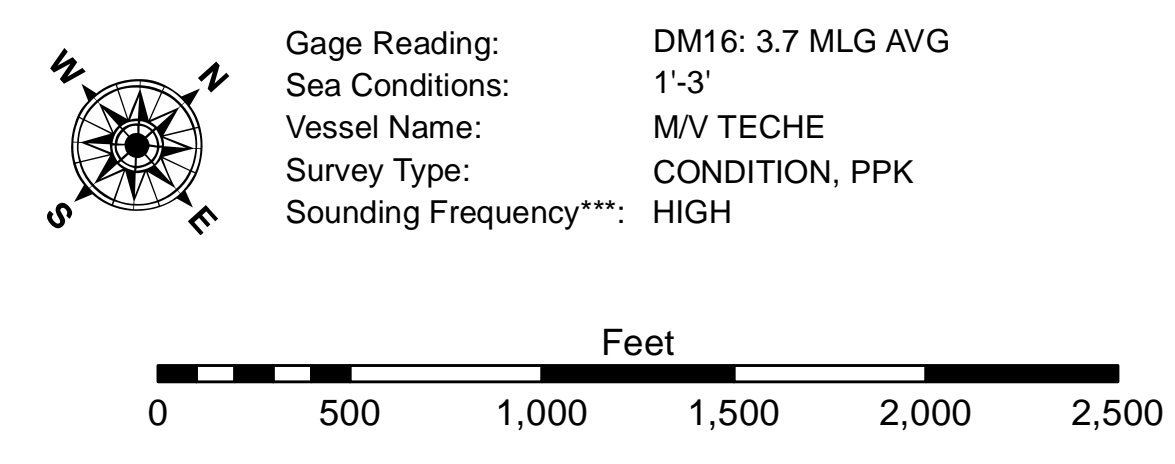 W N
S E
Gage Reading: DM16: 3.7 MLG AVG
Sea Conditions: 1'-3'
Vessel Name: M/V TECHE
Survey Type: CONDITION, PPK
Sounding Frequency***: HIGH
Feet
0 500 1,000 1,500 2,000 2,500